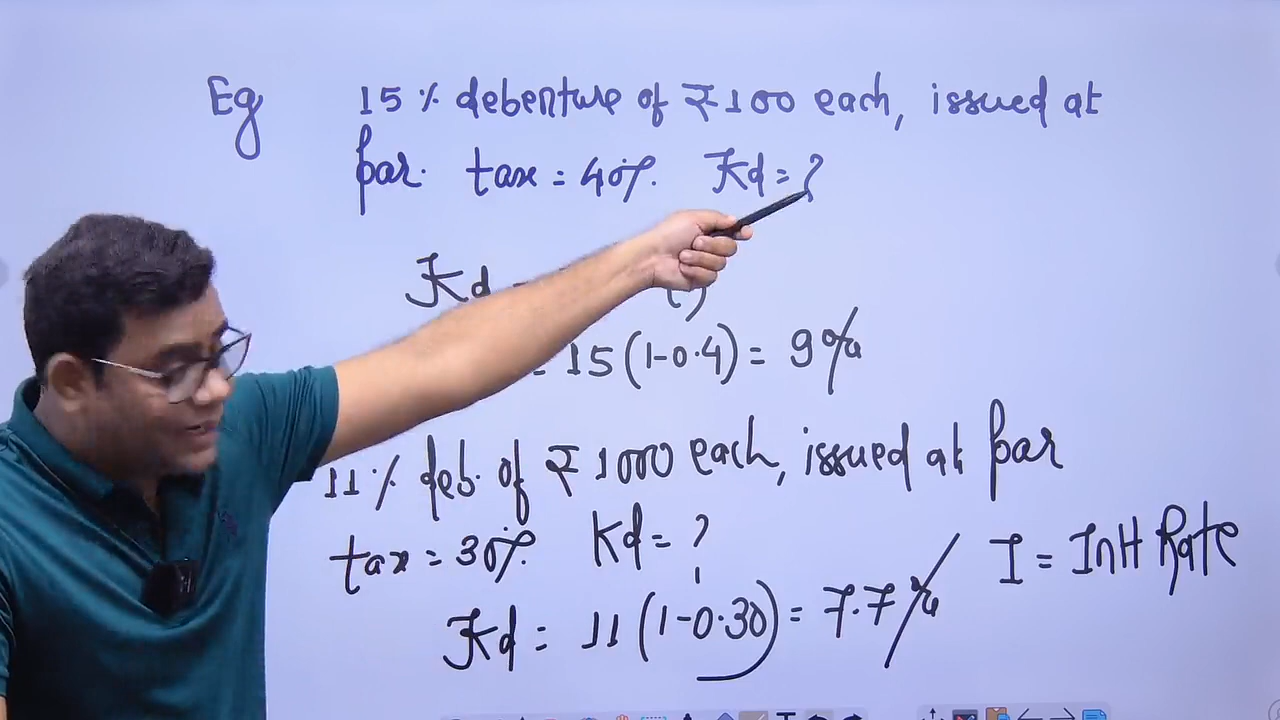 Eg 15% debenture of ₹100 each, issued at
par. tax = 40%. Kd = ?
Kd =
= 15 (1-0.4) = 9%
11% deb. of ₹1000 each, issued at par
tax = 30%. Kd = ?
I = Intt Rate
Kd = 11 (1-0.30) = 7.7%